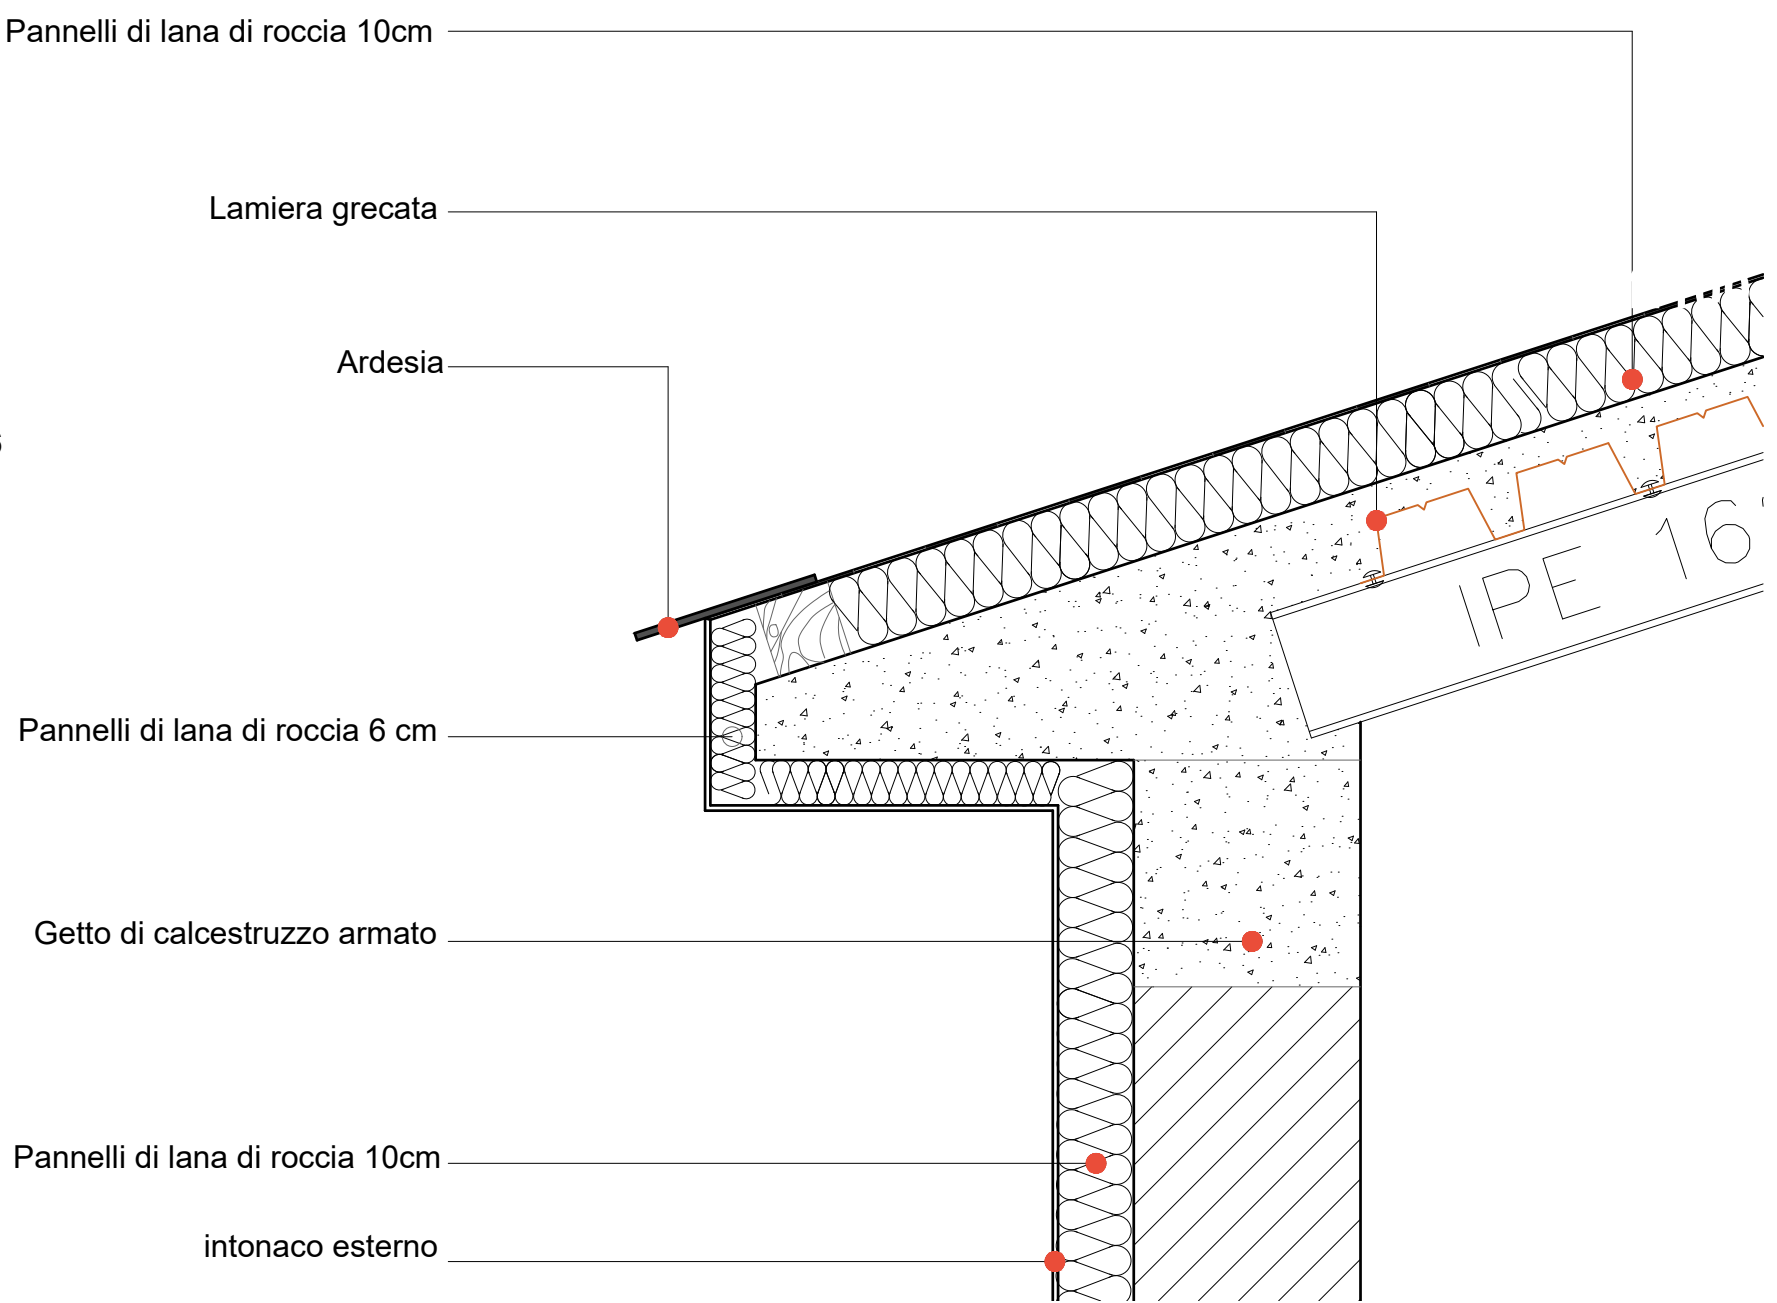 Pannelli di lana di roccia 10cm
Lamiera grecata
Ardesia
IPE 16
Pannelli di lana di roccia 6 cm
Getto di calcestruzzo armato
Pannelli di lana di roccia 10cm
intonaco esterno